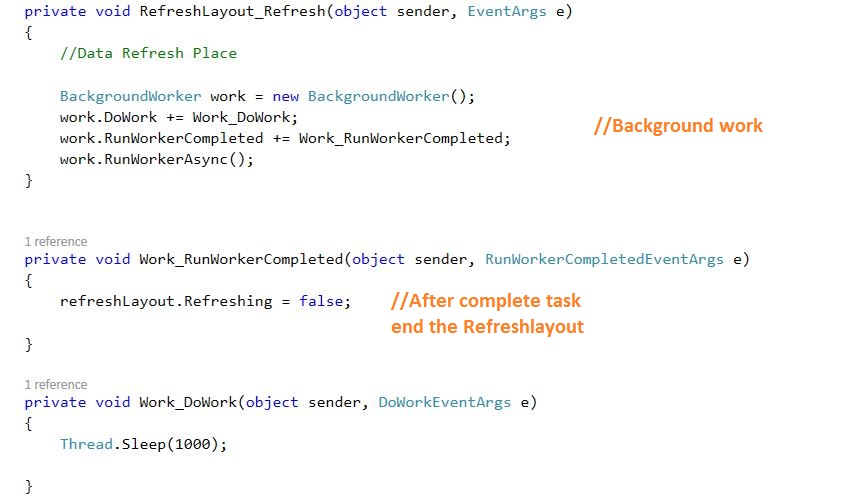 private void RefreshLayout_Refresh(object sender, EventArgs e)
{
//Data Refresh Place
BackgroundWorker work = new BackgroundWorker();
work.DoWork += Work_DoWork;
//Background work
work.RunWorkerCompleted += Work_RunWorkerCompleted;
work.RunWorkerAsync();
}
1 reference
private void Work_RunWorkerCompleted(object sender, RunWorkerCompletedEventArgs e)
{
refreshLayout.Refreshing = false;
//After complete task
end the Refreshlayout
}
1 reference
private void Work_DoWork(object sender, DoWorkEventArgs e)
{
Thread.Sleep(1000);
}